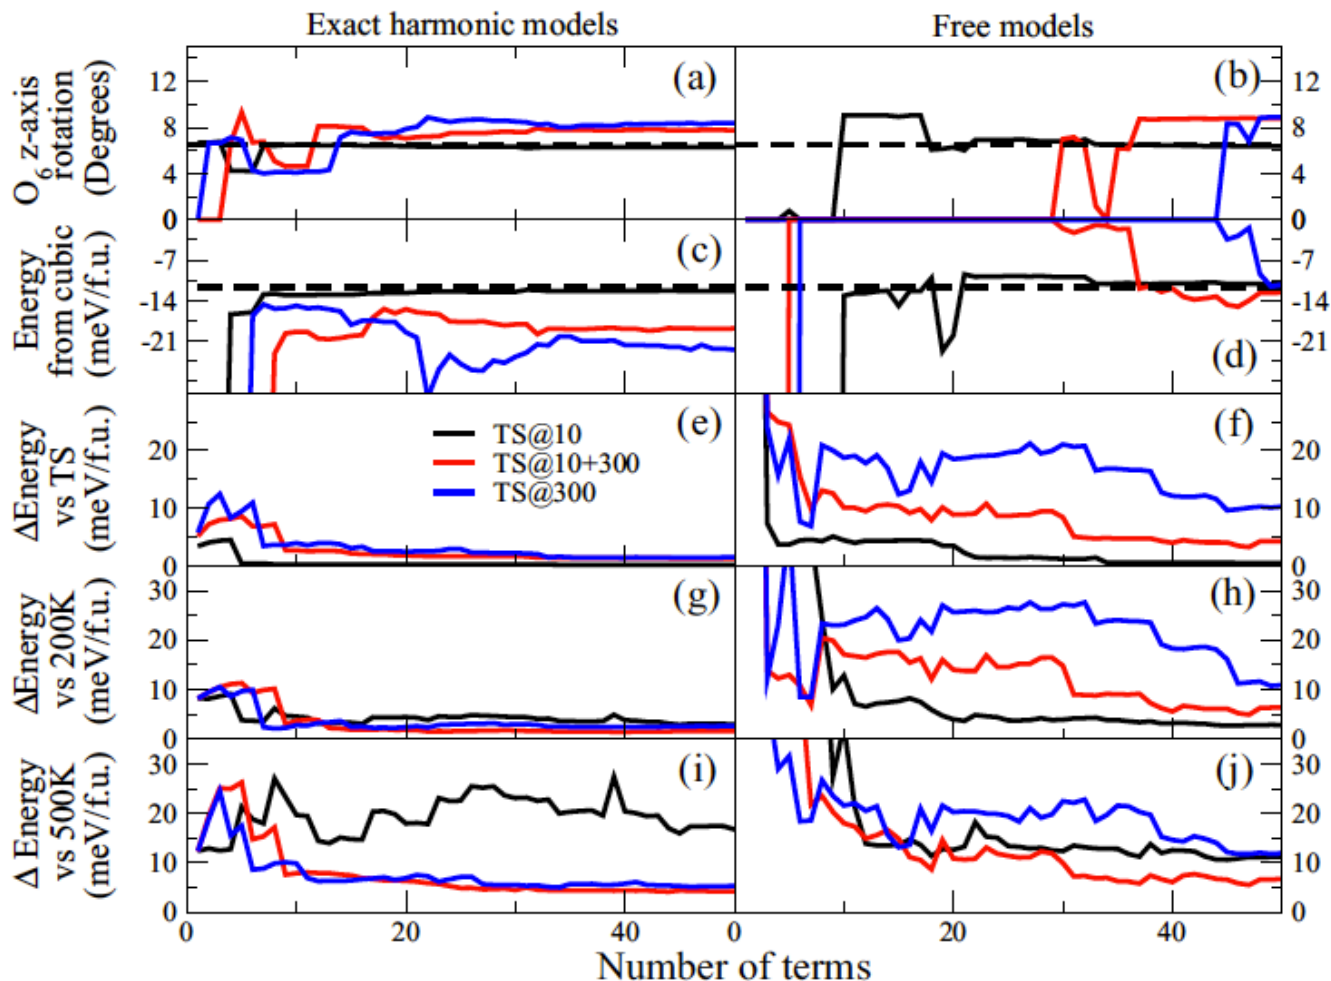 Exact harmonic models
Free models
O6 z-axis
rotation
(Degrees)
12
8
4
0
(a)
(b)
12
8
4
0
Energy
from cubic
(meV/f.u.)
-7
-14
-21
(c)
(d)
-7
-14
-21
ΔEnergy
vs TS
(meV/f.u.)
20
10
0
(e)
TS@10
TS@10+300
TS@300
(f)
20
10
0
ΔEnergy
vs 200K
(meV/f.u.)
30
20
10
0
(g)
(h)
30
20
10
0
Δ Energy
vs 500K
(meV/f.u.)
30
20
10
0
(i)
(j)
30
20
10
0
0
20
40
0
20
40
Number of terms